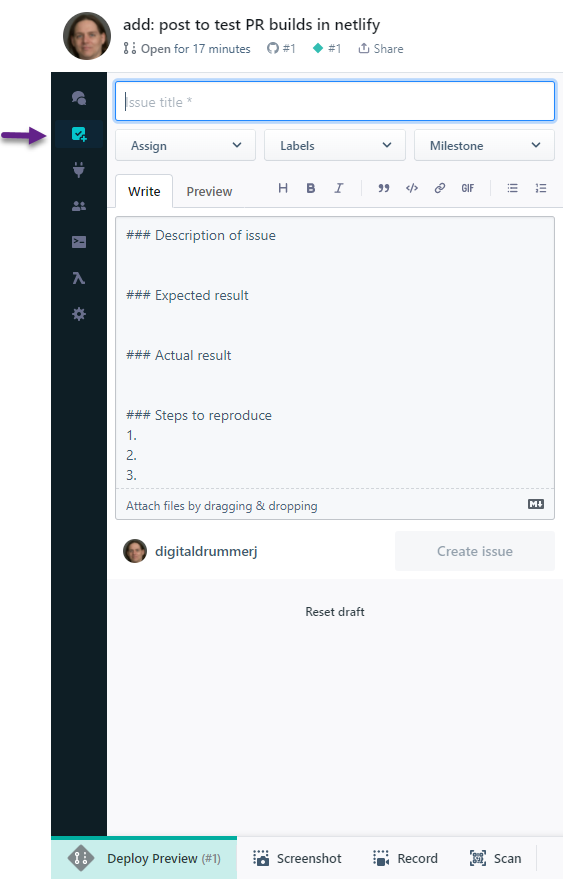 add: post to test PR builds in netlify
Open for 17 minutes #1 #1 Share
Issue title *
Assign Labels Milestone
Write Preview H B I GIF
### Description of issue
### Expected result
### Actual result
### Steps to reproduce
1.
2.
3.
Attach files by dragging & dropping
digitaldrummerj Create issue
Reset draft
Deploy Preview (#1) Screenshot Record Scan